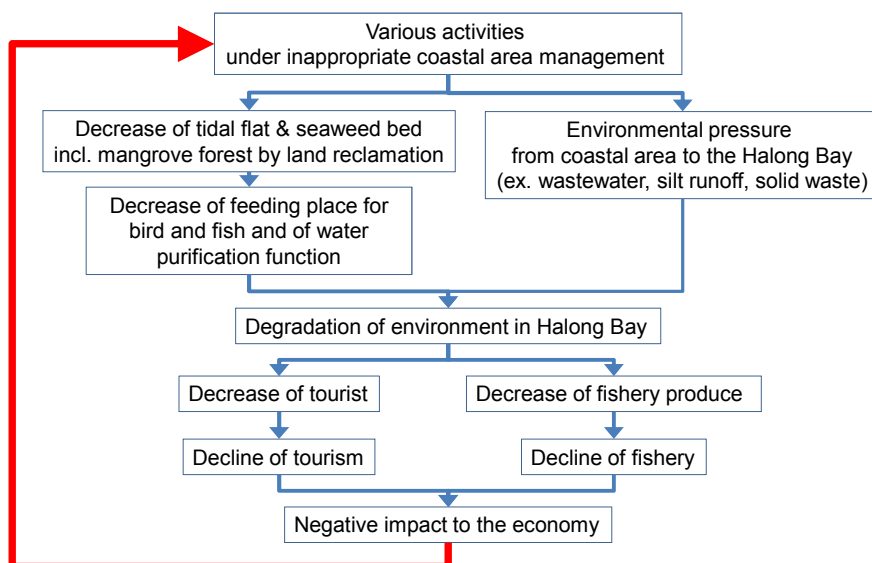 Various activities
under inappropriate coastal area management
Decrease of tidal flat & seaweed bed
incl. mangrove forest by land reclamation
Environmental pressure
from coastal area to the Halong Bay
(ex. wastewater, silt runoff, solid waste)
Decrease of feeding place for
bird and fish and of water
purification function
Degradation of environment in Halong Bay
Decrease of tourist
Decrease of fishery produce
Decline of tourism
Decline of fishery
Negative impact to the economy